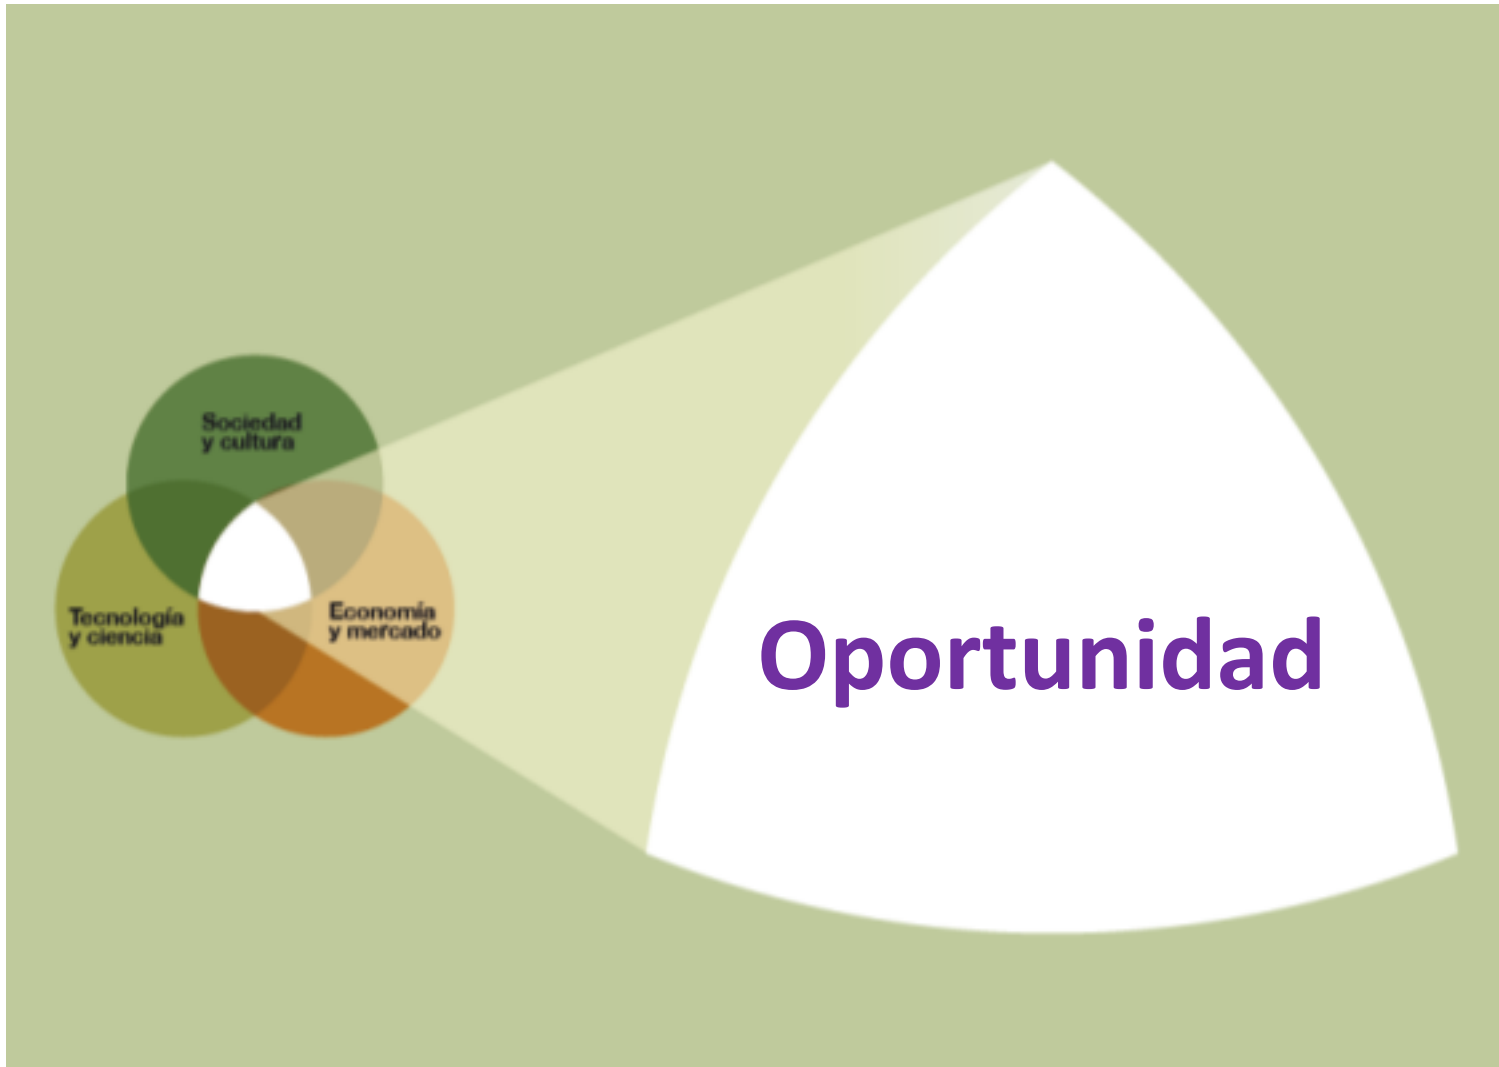 Sociedad
y cultura
Tecnología
y ciencia
Economía
y mercado
Oportunidad